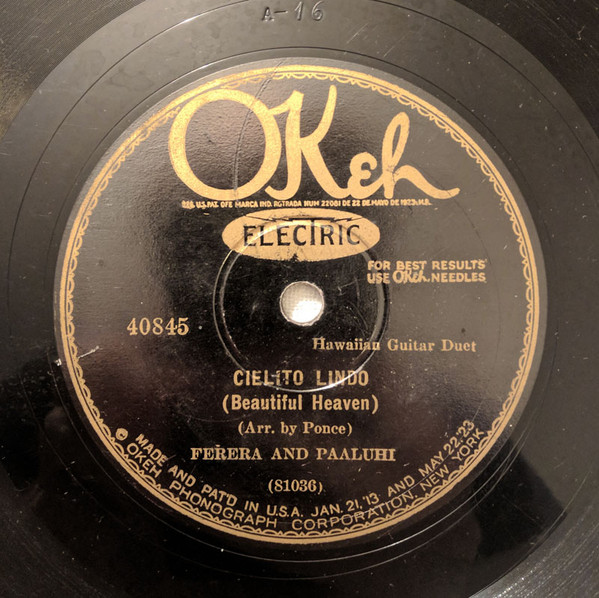 A-16
OKeh
REG. U.S. PAT. OFF. MARCA IND. RGTRADA NUM 22081 DE 22 DE MAYO DE 1923
ELECTRIC
FOR BEST RESULTS
USE OKeh NEEDLES
40845
Hawaiian Guitar Duet
CIELITO LINDO
(Beautiful Heaven)
(Arr. by Ponce)
FERERA AND PAALUHI
(81036)
MADE AND PAT'D IN U.S.A. JAN. 21, '13 AND MAY 22 '23
OKEH PHONOGRAPH CORPORATION, NEW YORK